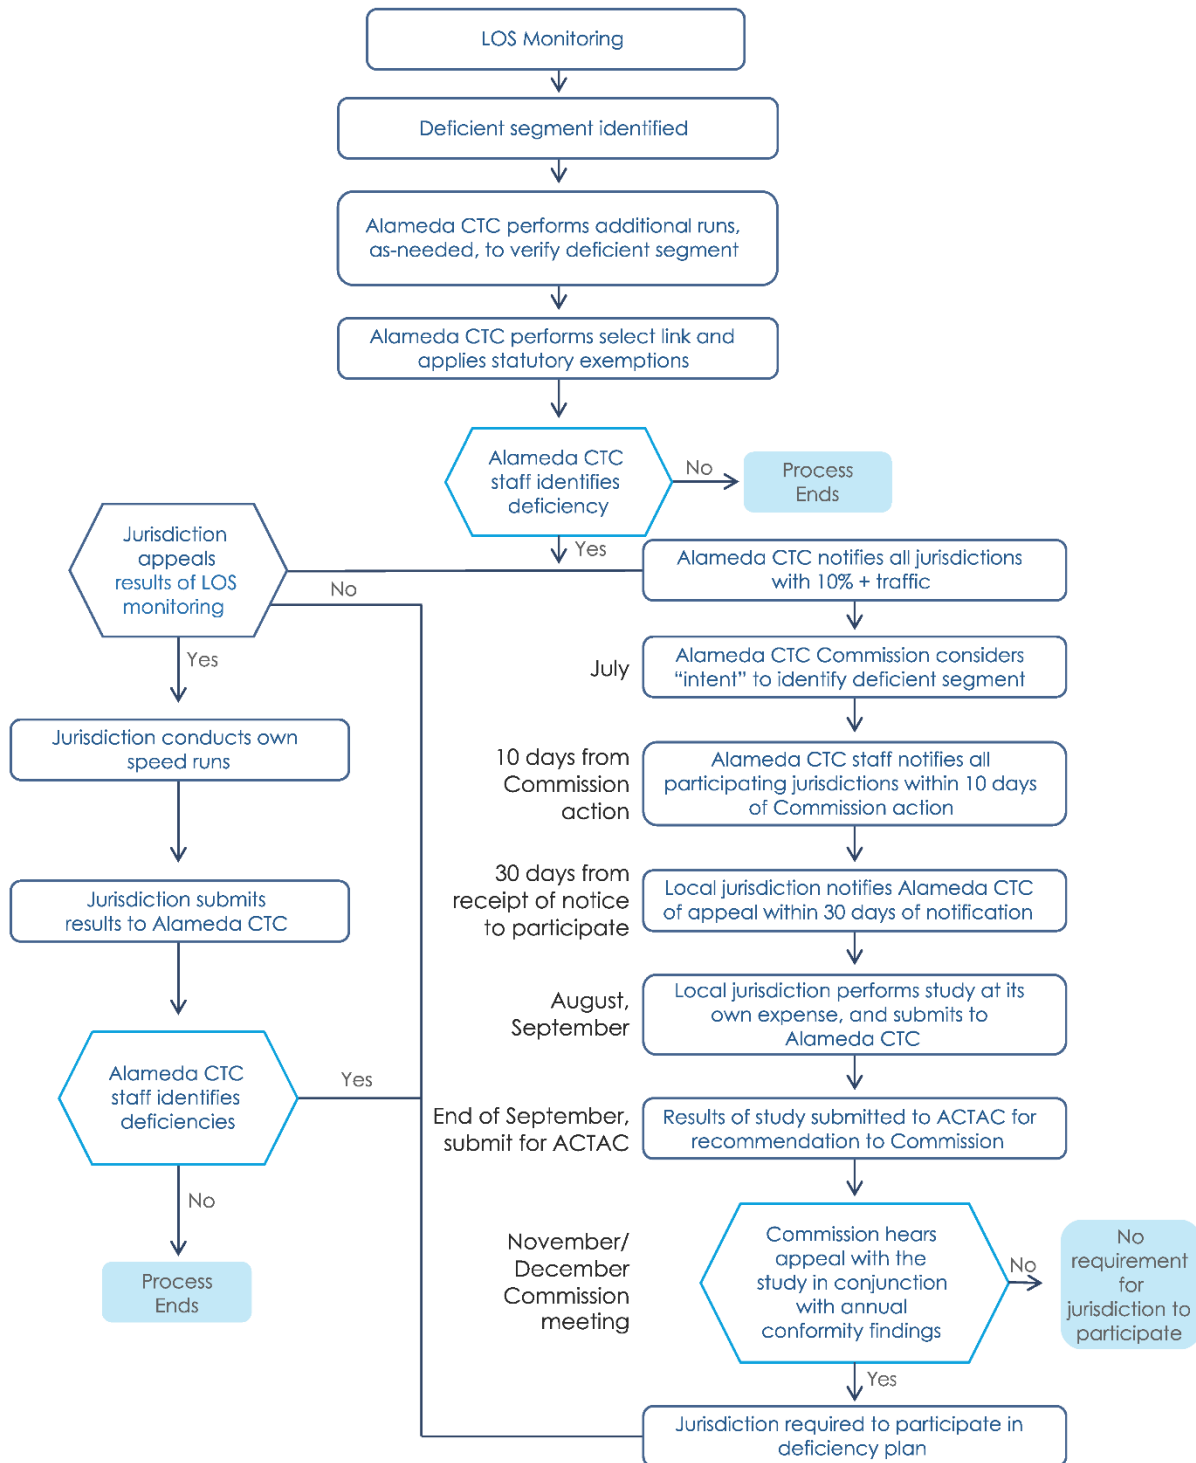 LOS Monitoring
Deficient segment identified
Alameda CTC performs additional runs,
as-needed, to verify deficient segment
Alameda CTC performs select link and
applies statutory exemptions
Alameda CTC
staff identifies
deficiency
No
Process
Ends
Yes
Jurisdiction
appeals
results of LOS
monitoring
No
Yes
Jurisdiction conducts own
speed runs
Jurisdiction submits
results to Alameda CTC
Alameda CTC
staff identifies
deficiencies
Yes
No
Process
Ends
Alameda CTC notifies all jurisdictions
with 10% + traffic
July
Alameda CTC Commission considers
“intent” to identify deficient segment
10 days from
Commission
action
Alameda CTC staff notifies all
participating jurisdictions within 10 days
of Commission action
30 days from
receipt of notice
to participate
Local jurisdiction notifies Alameda CTC
of appeal within 30 days of notification
August,
September
Local jurisdiction performs study at its
own expense, and submits to
Alameda CTC
End of September,
submit for ACTAC
Results of study submitted to ACTAC for
recommendation to Commission
November/
December
Commission
meeting
Commission hears
appeal with the
study in conjunction
with annual
conformity findings
No
No
requirement
for
jurisdiction to
participate
Yes
Jurisdiction required to participate in
deficiency plan